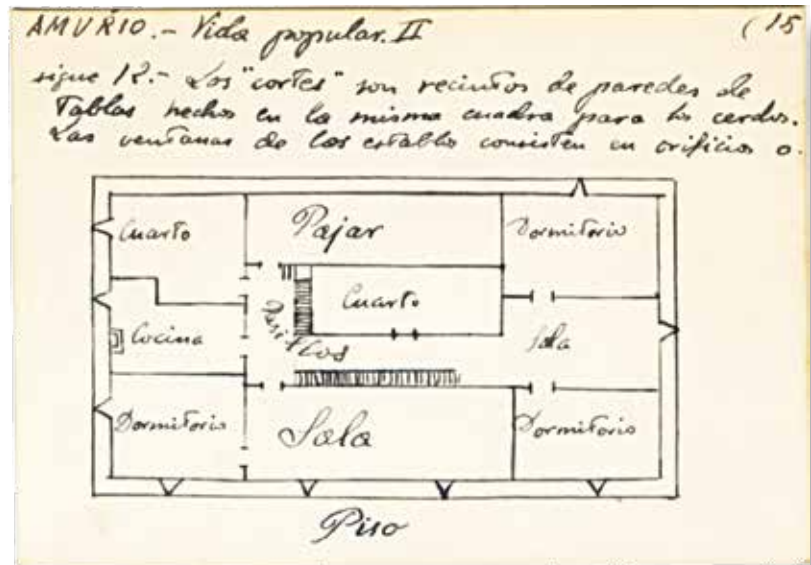 AMURIO.- Vida popular. II (15
sigue 12.- Los "cortes" son recintos de paredes de
Tablas hechos en la misma cuadra para los cerdos.
Las ventanas de los establo consisten en orificios o.
Cuarto
Pajar
Dormitorio
Cuarto
Pasillos
Cocina
Sala
Dormitorio
Sala
Dormitorio
Piso